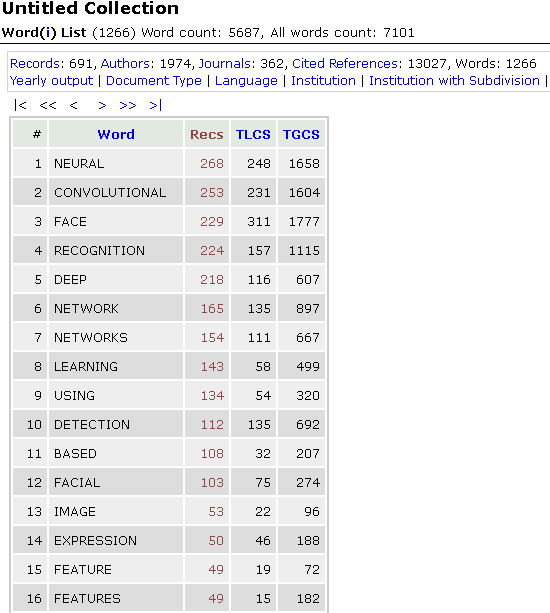 Untitled Collection
Word(i) List (1266) Word count: 5687, All words count: 7101
Records: 691, Authors: 1974, Journals: 362, Cited References: 13027, Words: 1266
Yearly output | Document Type | Language | Institution | Institution with Subdivision |
|< << < > >> >|
# Word Recs TLCS TGCS
1 NEURAL 268 248 1658
2 CONVOLUTIONAL 253 231 1604
3 FACE 229 311 1777
4 RECOGNITION 224 157 1115
5 DEEP 218 116 607
6 NETWORK 165 135 897
7 NETWORKS 154 111 667
8 LEARNING 143 58 499
9 USING 134 54 320
10 DETECTION 112 135 692
11 BASED 108 32 207
12 FACIAL 103 75 274
13 IMAGE 53 22 96
14 EXPRESSION 50 46 188
15 FEATURE 49 19 72
16 FEATURES 49 15 182